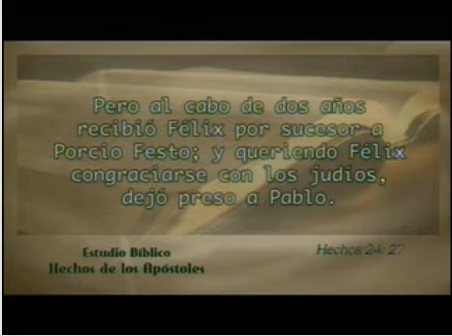 Pero al cabo de dos años
recibió Félix por sucesor a
Porcio Festo; y queriendo Félix
congraciarse con los judios,
dejó preso a Pablo.
Hechos 24: 27
Estudio Bíblico
Hechos de los Apóstoles